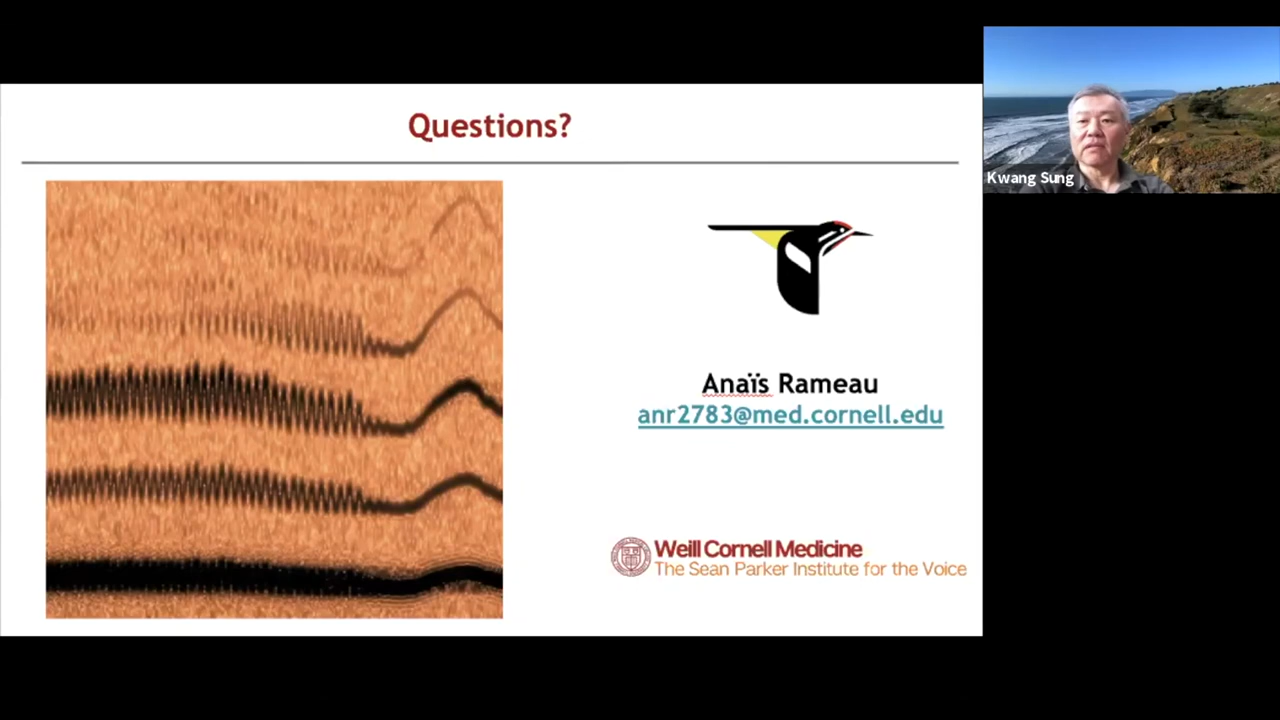 Questions?
Kwang Sung
Anaïs Rameau
anr2783@med.cornell.edu
Weill Cornell Medicine
The Sean Parker Institute for the Voice